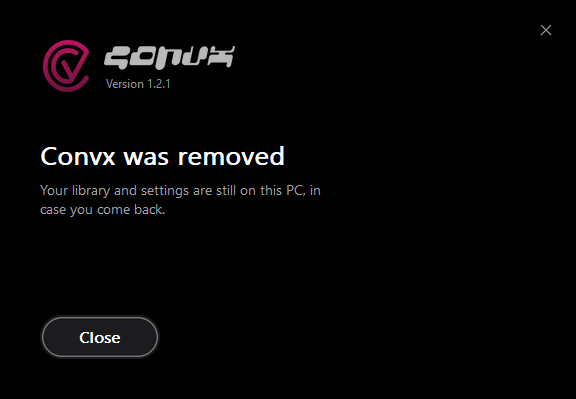 convx
Version 1.2.1
Convx was removed
Your library and settings are still on this PC, in
case you come back.
Close